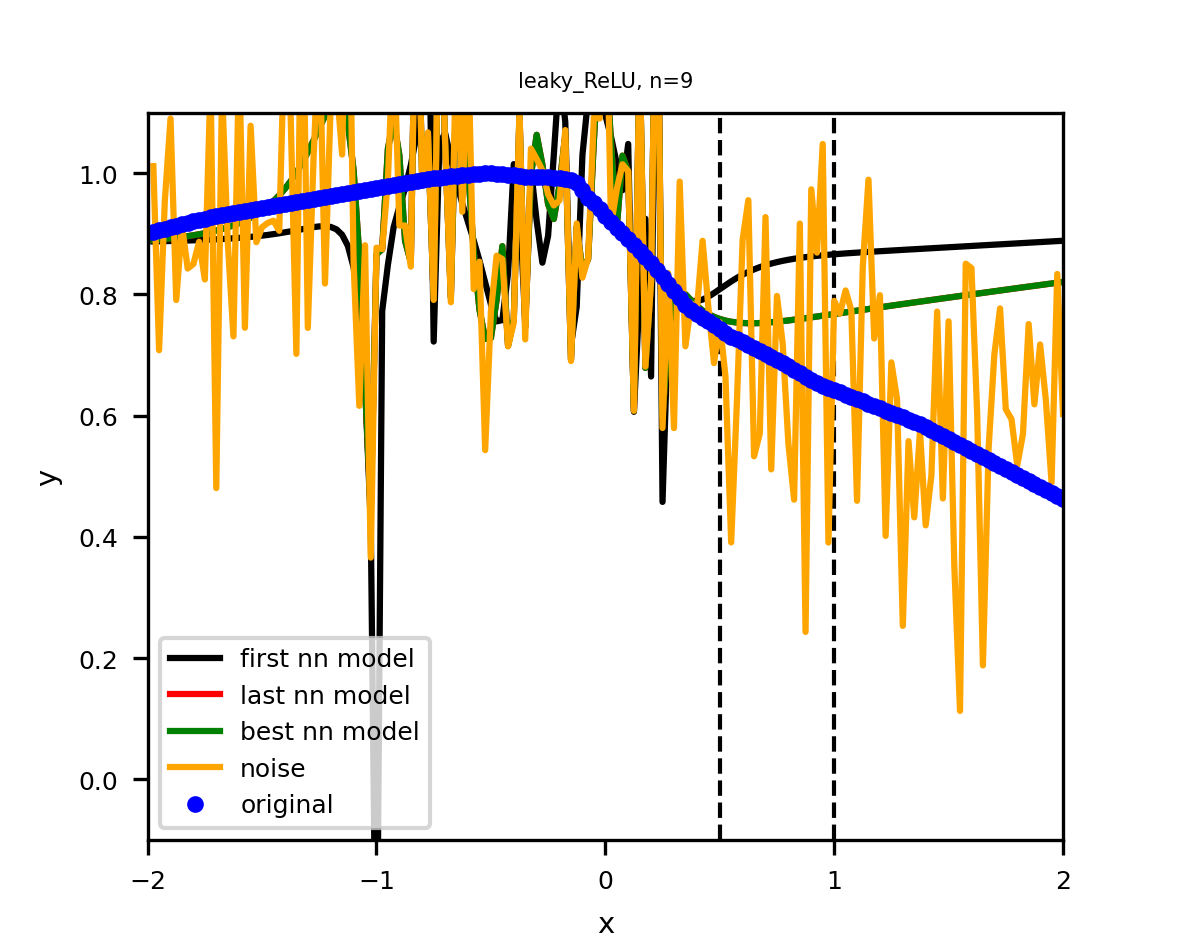 leaky_ReLU, n=9
1.0
0.8
0.6
0.4
0.2
0.0
y
first nn model
last nn model
best nn model
noise
original
−2
−1
0
1
2
x